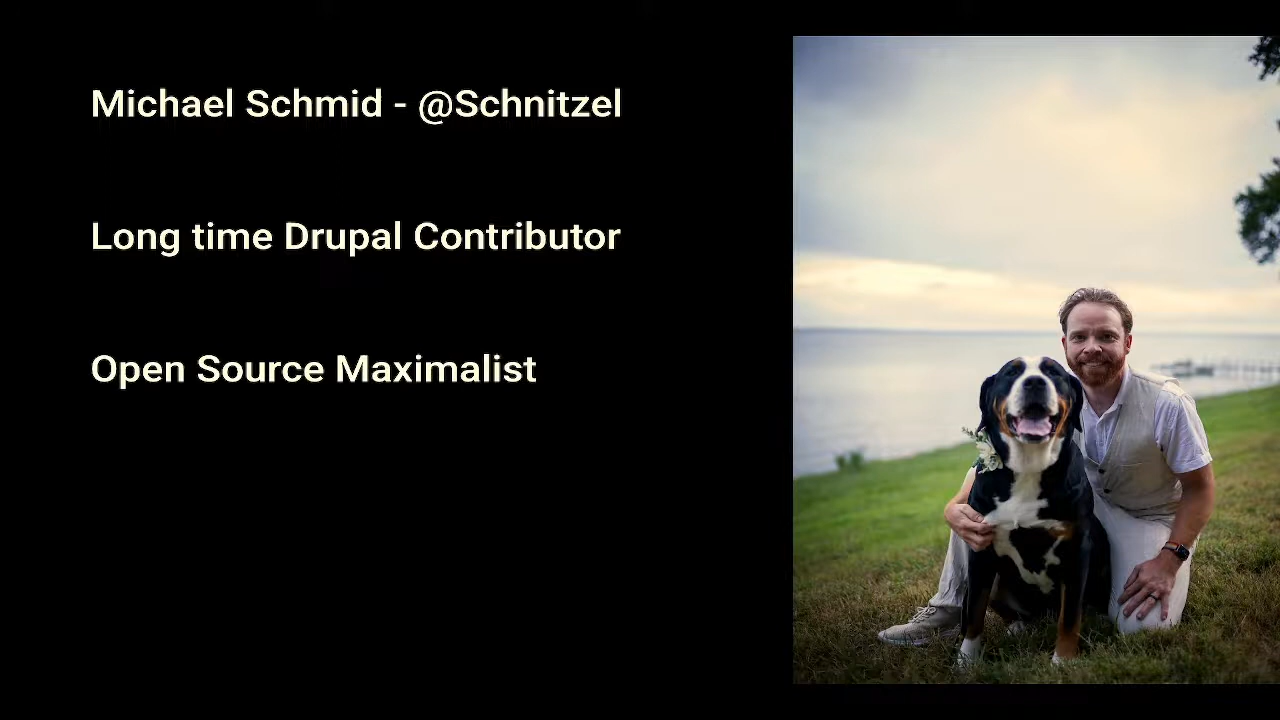 Michael Schmid - @Schnitzel
Long time Drupal Contributor
Open Source Maximalist